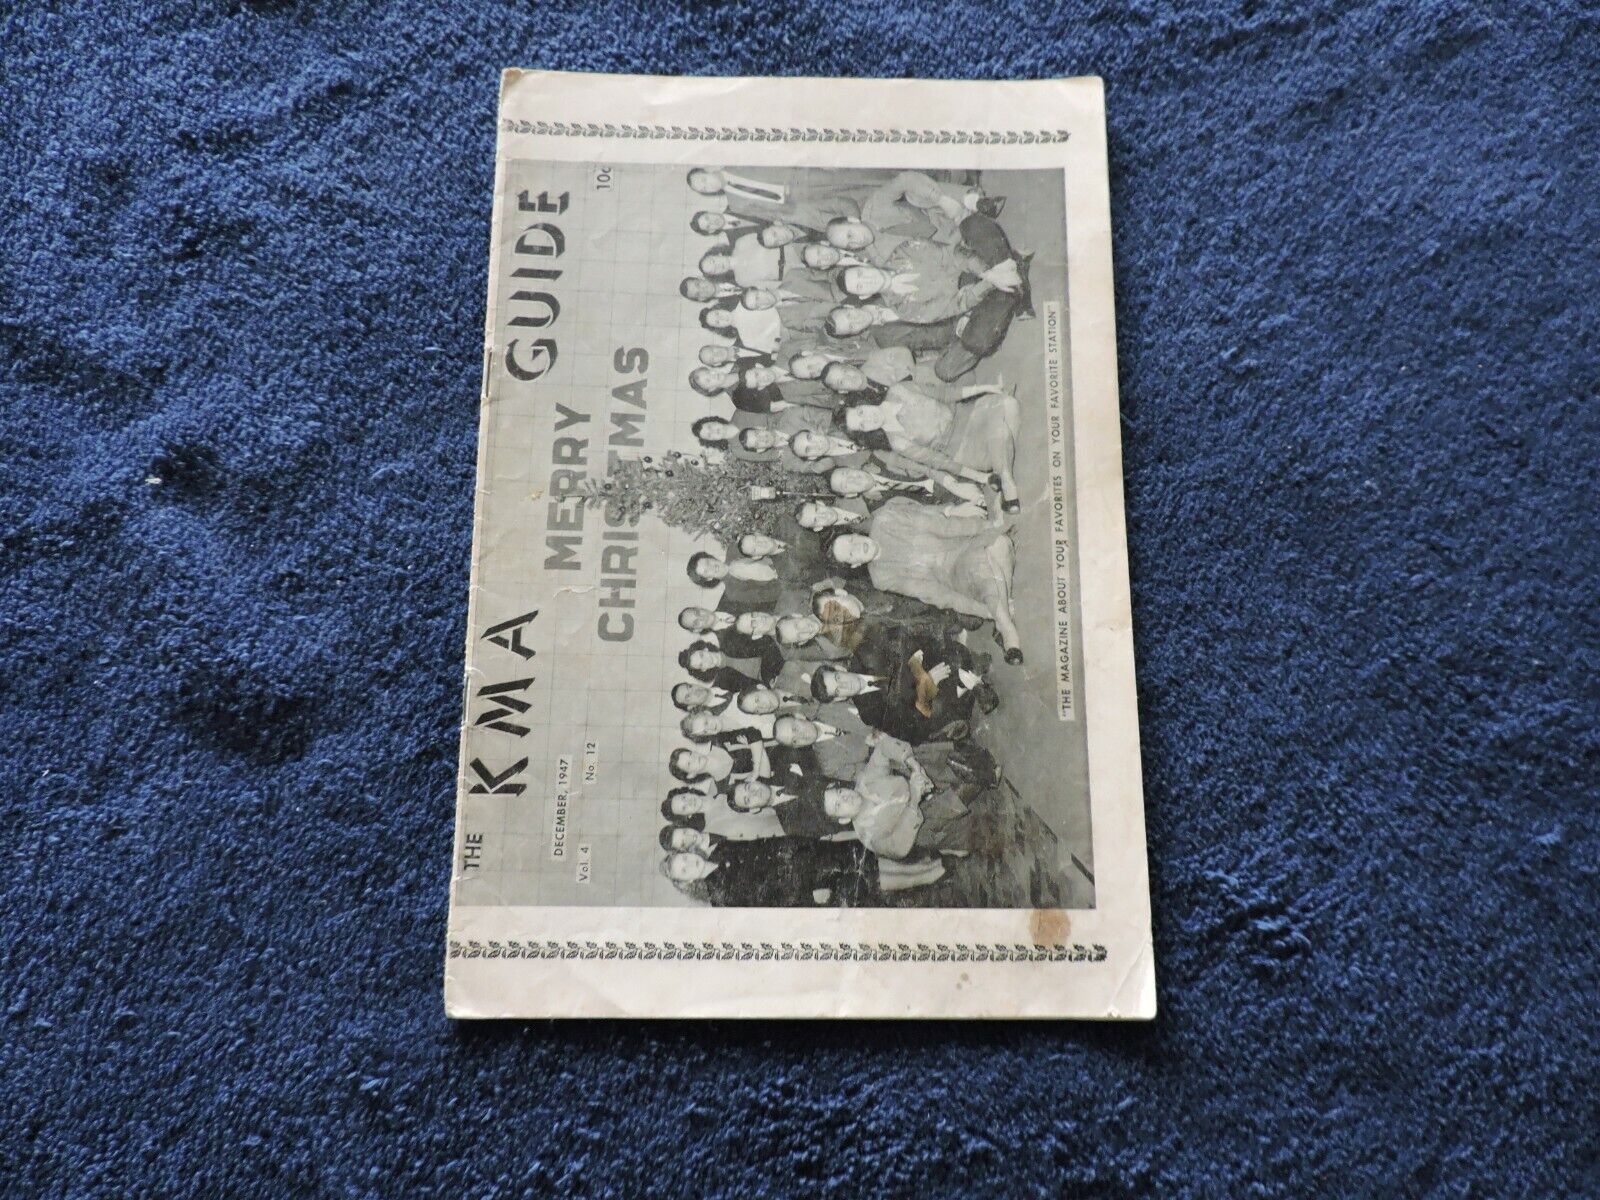 THE KMA GUIDE
DECEMBER, 1947
Vol. 4 No. 12
10c
MERRY
CHRISTMAS
"THE MAGAZINE ABOUT YOUR FAVORITES ON YOUR FAVORITE STATION"